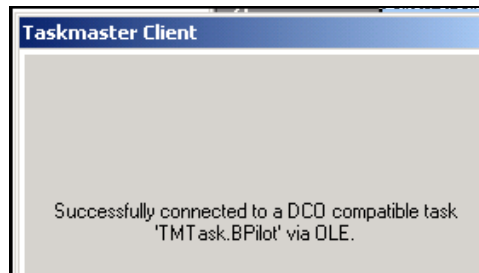 Taskmaster Client
Successfully connected to a DCO compatible task
'TMTask.BPilot' via OLE.